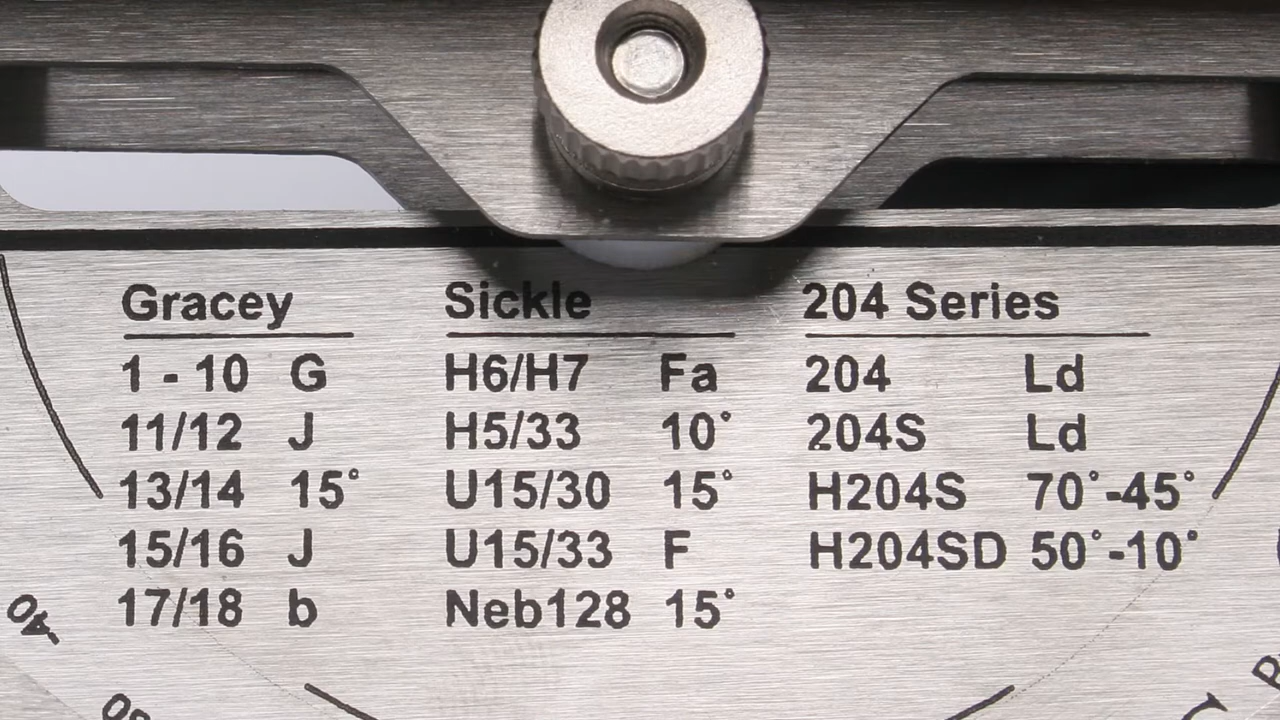 Gracey Sickle 204 Series
1 - 10 G H6/H7 Fa 204 Ld
11/12 J H5/33 10° 204S Ld
13/14 15° U15/30 15° H204S 70°-45°
15/16 J U15/33 F H204SD 50°-10°
17/18 b Neb128 15°
-40